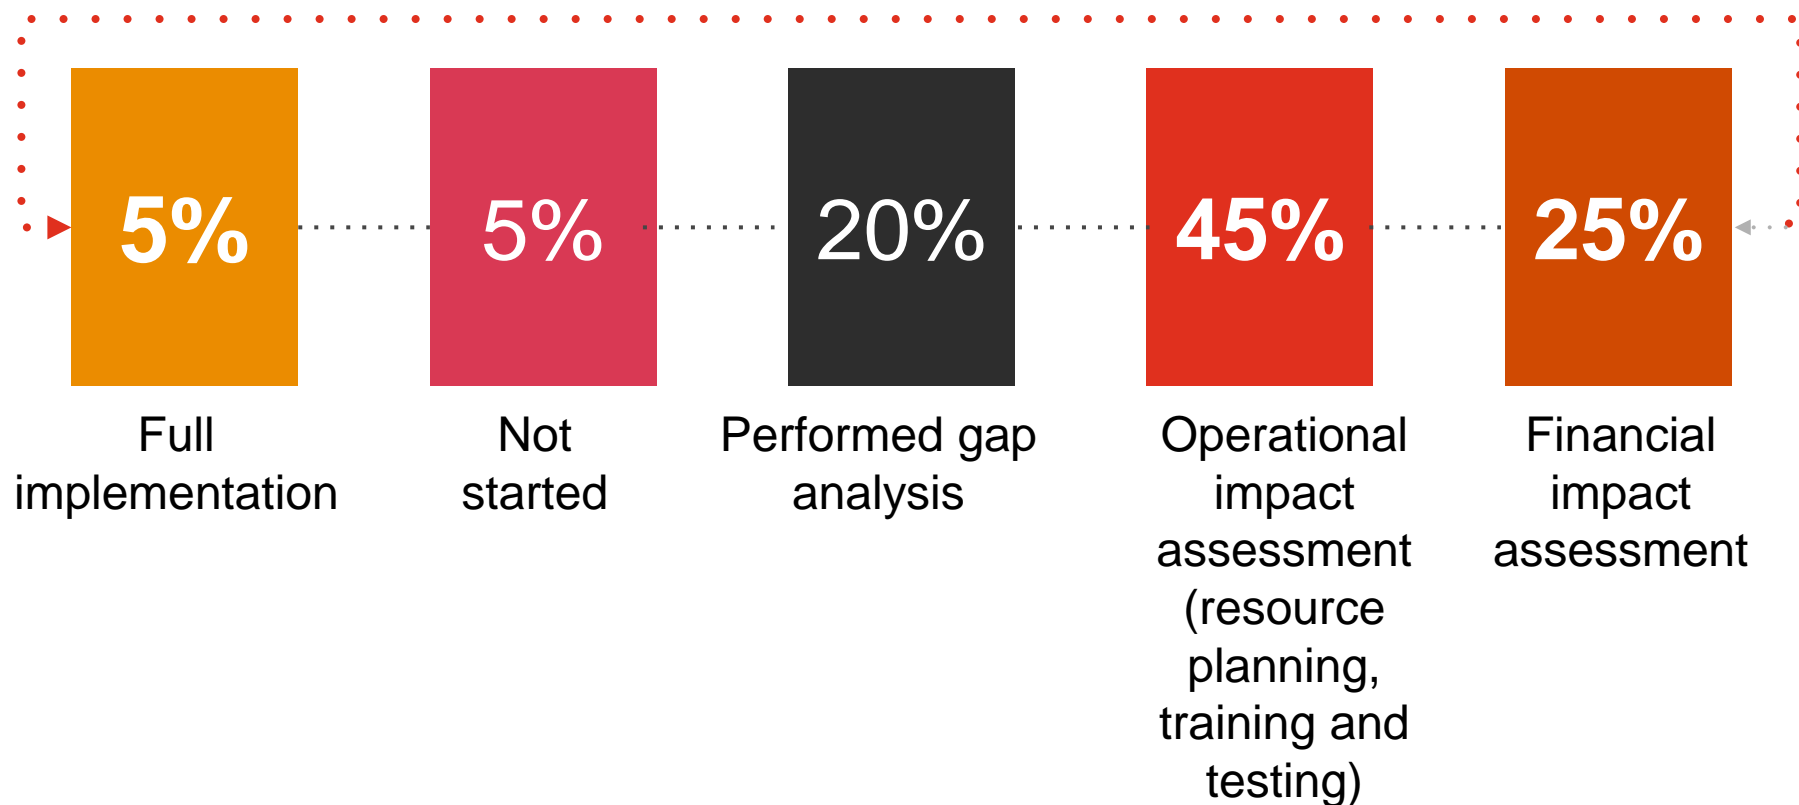 5%
5%
20%
45%
25%
Full
implementation
Not
started
Performed gap
analysis
Operational
impact
assessment
(resource
planning,
training and
testing)
Financial
impact
assessment